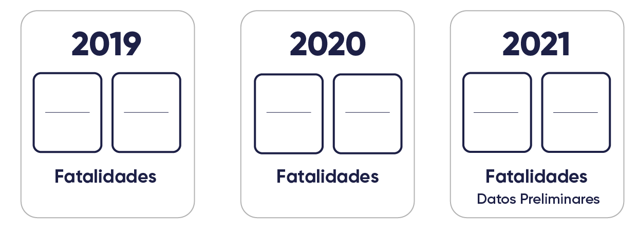 2019
Fatalidades
2020
Fatalidades
2021
Fatalidades
Datos Preliminares